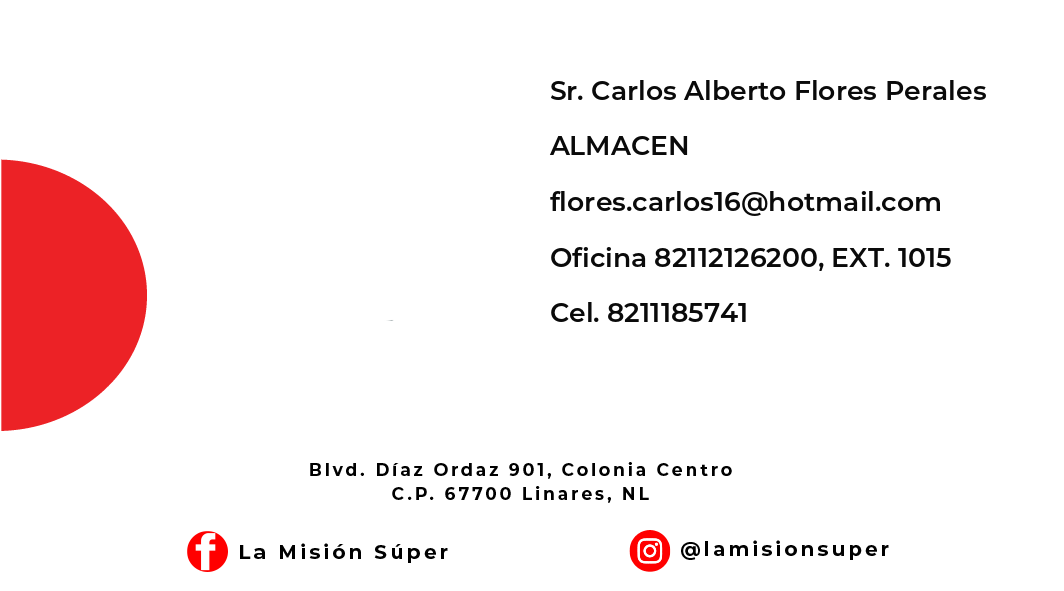 Sr. Carlos Alberto Flores Perales
ALMACEN
flores.carlos16@hotmail.com
Oficina 82112126200, EXT. 1015
Cel. 8211185741
Blvd. Díaz Ordaz 901, Colonia Centro
C.P. 67700 Linares, NL
La Misión Súper
@lamisionsuper